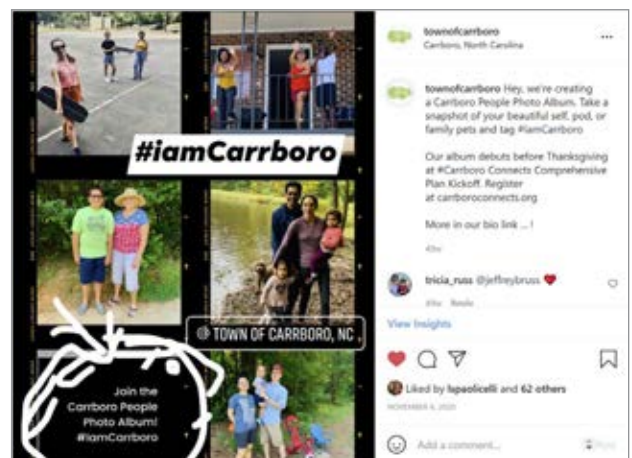 #iamCarrboro
@ TOWN OF CARRBORO, NC
Join the
Carrboro People
Photo Album!
#IamCarrboro
townofcarrboro
Carrboro, North Carolina
townofcarrboro Hey, we're creating
a Carrboro People Photo Album. Take a
snapshot of your beautiful self, pod, or
family pets and tag #iamCarrboro
Our album debuts before Thanksgiving
at #Carrboro Connects Comprehensive
Plan Kickoff. Register
at carrboroconnects.org
More in our bio link ... !
tricia_russ @jeffreybruss
View Insights
Liked by lspaolicelli and 62 others
NOVEMBER 6, 2020
Add a comment...